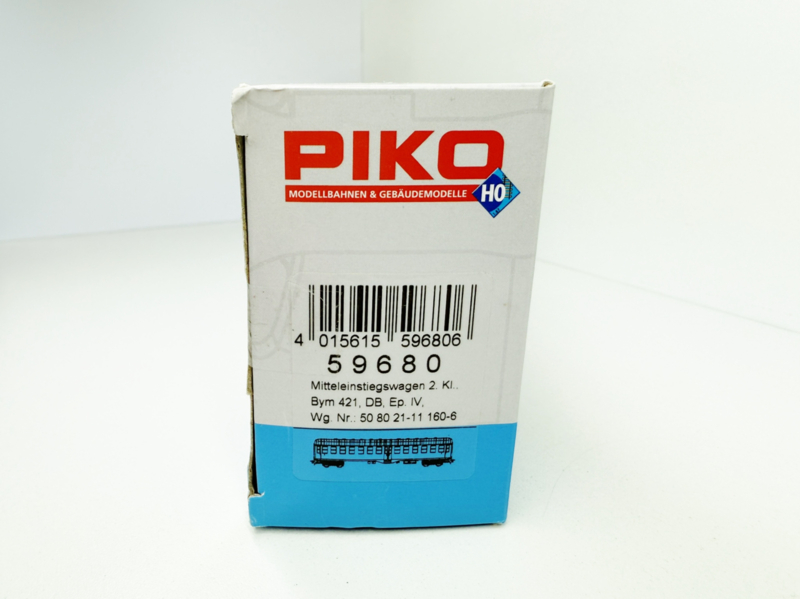 PIKO
MODELLBAHNEN & GEBÄUDEMODELLE
HO
4 015615 596806
59680
Mitteleinstiegswagen 2. Kl.,
Bym 421, DB, Ep. IV,
Wg. Nr.: 50 80 21-11 160-6